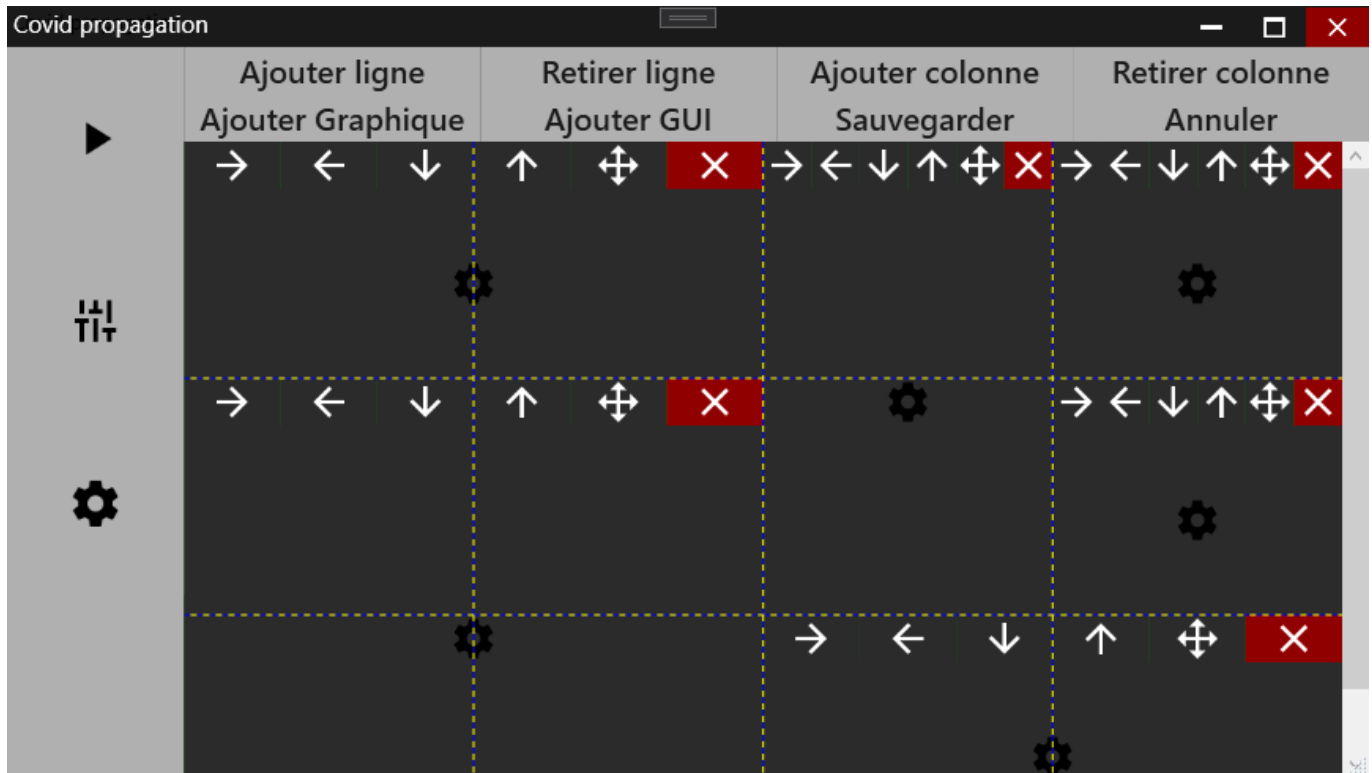 Covid propagation
Ajouter ligne Retirer ligne Ajouter colonne Retirer colonne
Ajouter Graphique Ajouter GUI Sauvegarder Annuler